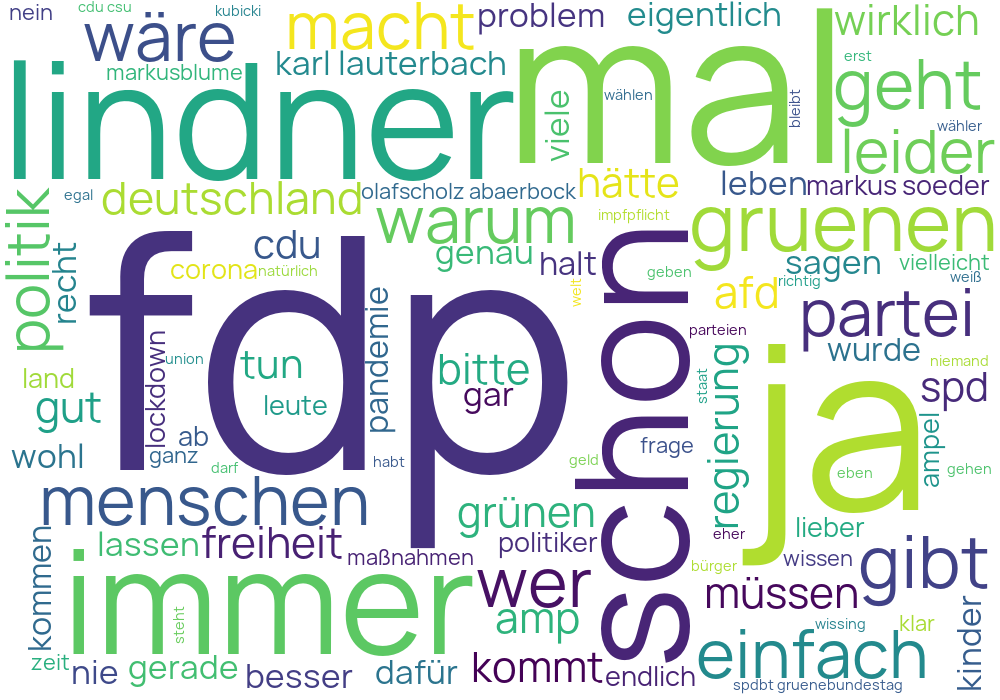 nein
cdu csu
kubicki
macht
problem
eigentlich
wirklich
wäre
markusblume
karl lauterbach
erst
lindner
mal
viele
wählen
bleibt
geht
wähler
leider
politik
egal
deutschland
olafscholz abaerbock
hätte
leben
markus soeder
recht
warum
impfpflicht
gruenen
cdu
genau
corona
natürlich
halt
schon
geben
sagen
vielleicht
welt
afd
richtig
weiß
fdp
pandemie
partei
lockdown
union
tun
bitte
gar
parteien
regierung
ja
wurde
niemand
land
gut
leute
staat
spd
wohl
ab
ganz
darf
habt
geld
frage
eben
ampel
gehen
menschen
grünen
lieber
kommen
lassen
freiheit
maßnahmen
politiker
eher
bürger
wissen
gibt
immer
wer
müssen
steht
amp
wissing
klar
kinder
zeit
nie
gerade
besser
dafür
kommt
endlich
einfach
spdbt gruenebundestag